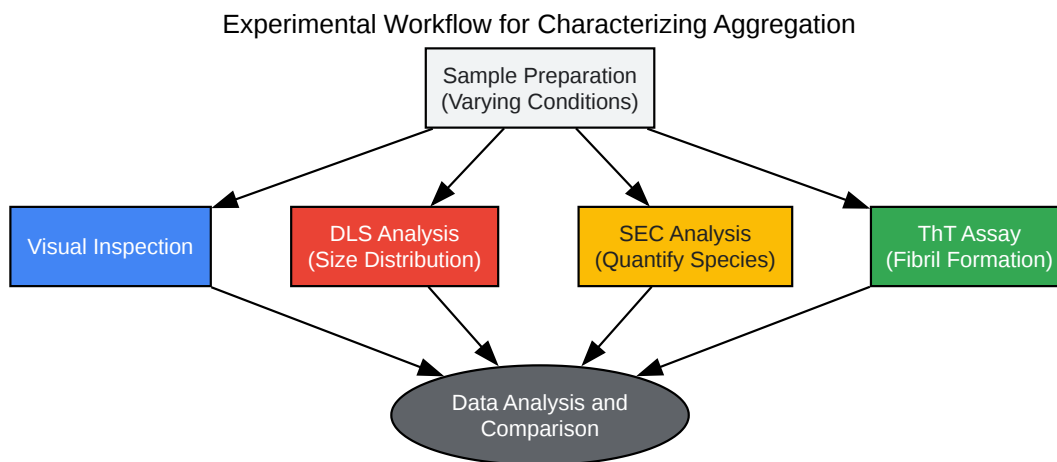 Experimental Workflow for Characterizing Aggregation
Sample Preparation
(Varying Conditions)
Visual Inspection
DLS Analysis
(Size Distribution)
SEC Analysis
(Quantify Species)
ThT Assay
(Fibril Formation)
Data Analysis and
Comparison